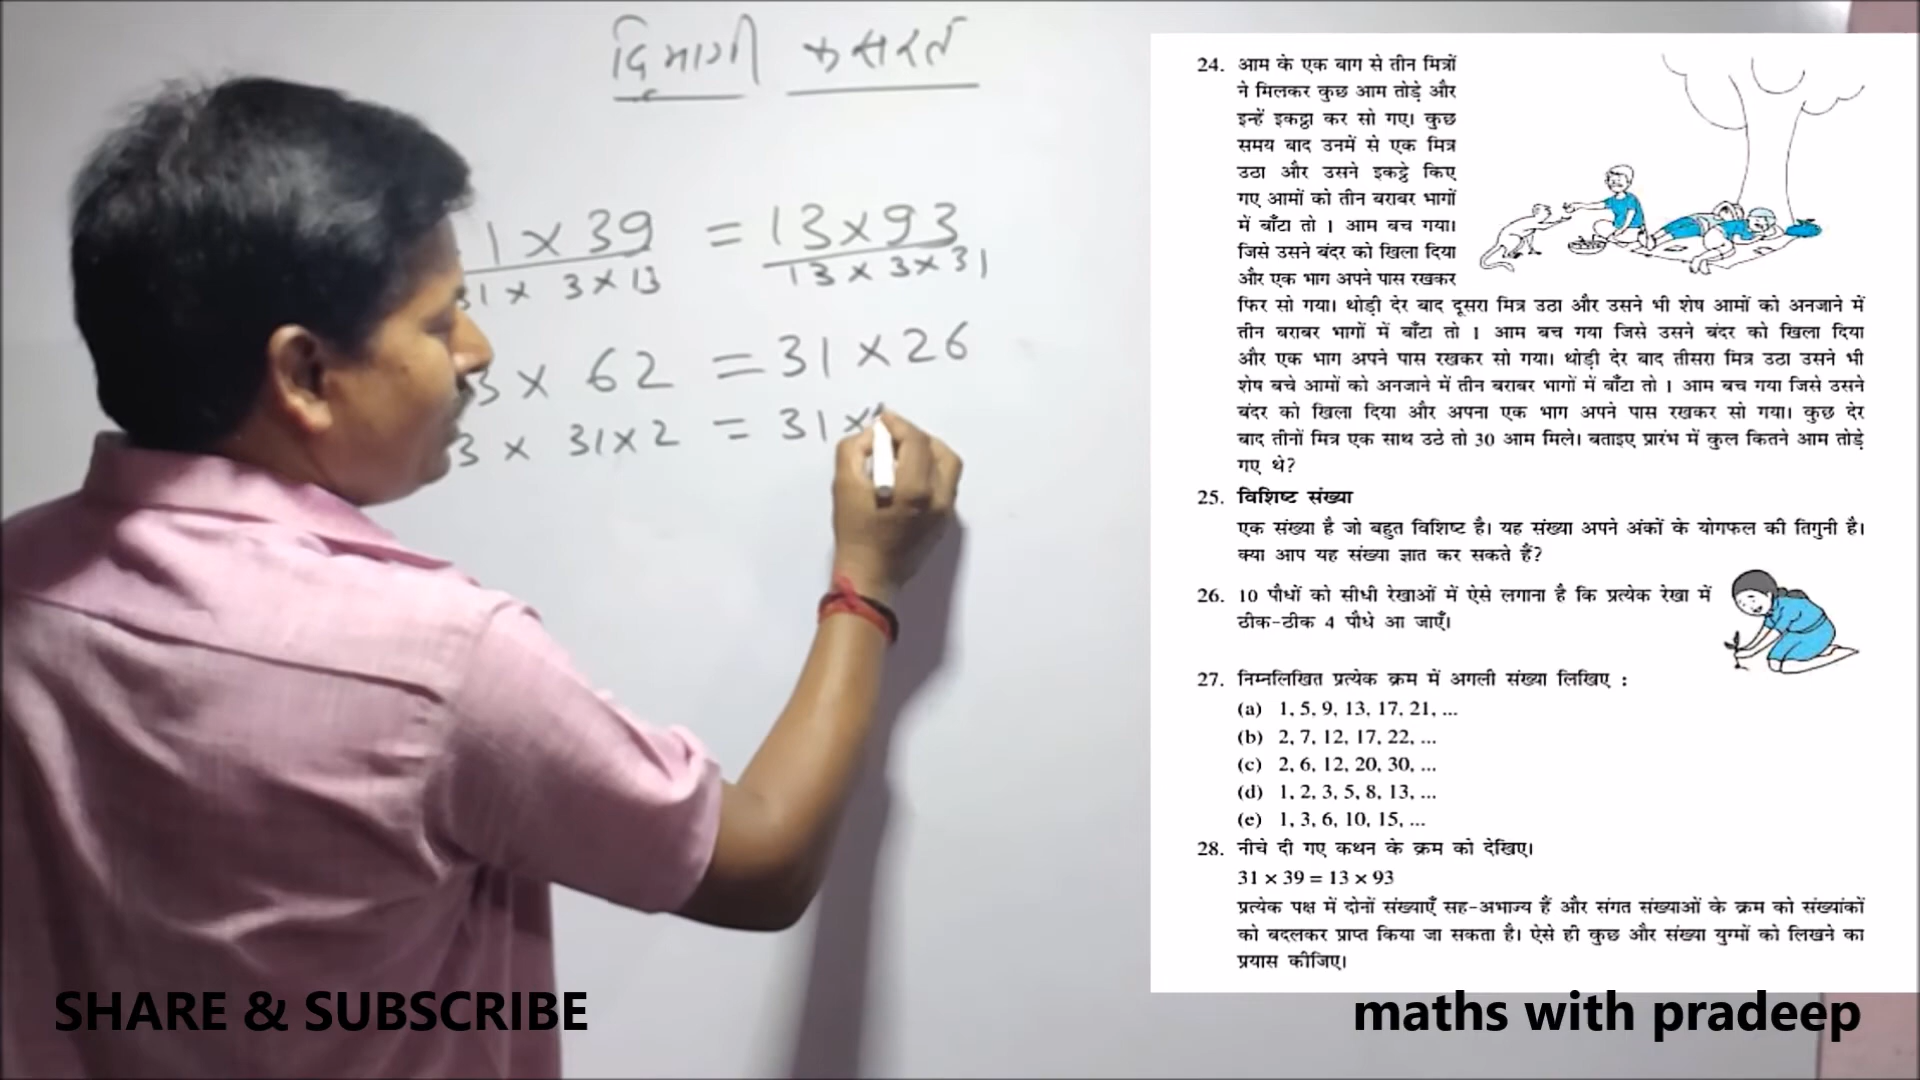 दिमागी कसरत
1 × 39 = 13 × 93
31 × 3 × 13 13 × 3 × 31
3 × 62 = 31 × 26
3 × 31 × 2 = 31 ×
24. आम के एक बाग से तीन मित्रों
ने मिलकर कुछ आम तोड़े और
इन्हें इकट्ठा कर सो गए। कुछ
समय बाद उनमें से एक मित्र
उठा और उसने इकट्ठे किए
गए आमों को तीन बराबर भागों
में बाँटा तो 1 आम बच गया।
जिसे उसने बंदर को खिला दिया
और एक भाग अपने पास रखकर
फिर सो गया। थोड़ी देर बाद दूसरा मित्र उठा और उसने भी शेष आमों को अनजाने में
तीन बराबर भागों में बाँटा तो 1 आम बच गया जिसे उसने बंदर को खिला दिया
और एक भाग अपने पास रखकर सो गया। थोड़ी देर बाद तीसरा मित्र उठा उसने भी
शेष बचे आमों को अनजाने में तीन बराबर भागों में बाँटा तो 1 आम बच गया जिसे उसने
बंदर को खिला दिया और अपना एक भाग अपने पास रखकर सो गया। कुछ देर
बाद तीनों मित्र एक साथ उठे तो 30 आम मिले। बताइए प्रारंभ में कुल कितने आम तोड़े
गए थे?
25. विशिष्ट संख्या
एक संख्या है जो बहुत विशिष्ट है। यह संख्या अपने अंकों के योगफल की तिगुनी है।
क्या आप यह संख्या ज्ञात कर सकते हैं?
26. 10 पौधों को सीधी रेखाओं में ऐसे लगाना है कि प्रत्येक रेखा में
ठीक-ठीक 4 पौधे आ जाएँ।
27. निम्नलिखित प्रत्येक क्रम में अगली संख्या लिखिए :
(a) 1, 5, 9, 13, 17, 21, ...
(b) 2, 7, 12, 17, 22, ...
(c) 2, 6, 12, 20, 30, ...
(d) 1, 2, 3, 5, 8, 13, ...
(e) 1, 3, 6, 10, 15, ...
28. नीचे दी गए कथन के क्रम को देखिए।
31 × 39 = 13 × 93
प्रत्येक पक्ष में दोनों संख्याएँ सह-अभाज्य हैं और संगत संख्याओं के क्रम को संख्यांकों
को बदलकर प्राप्त किया जा सकता है। ऐसे ही कुछ और संख्या युग्मों को लिखने का
प्रयास कीजिए।
SHARE & SUBSCRIBE
maths with pradeep